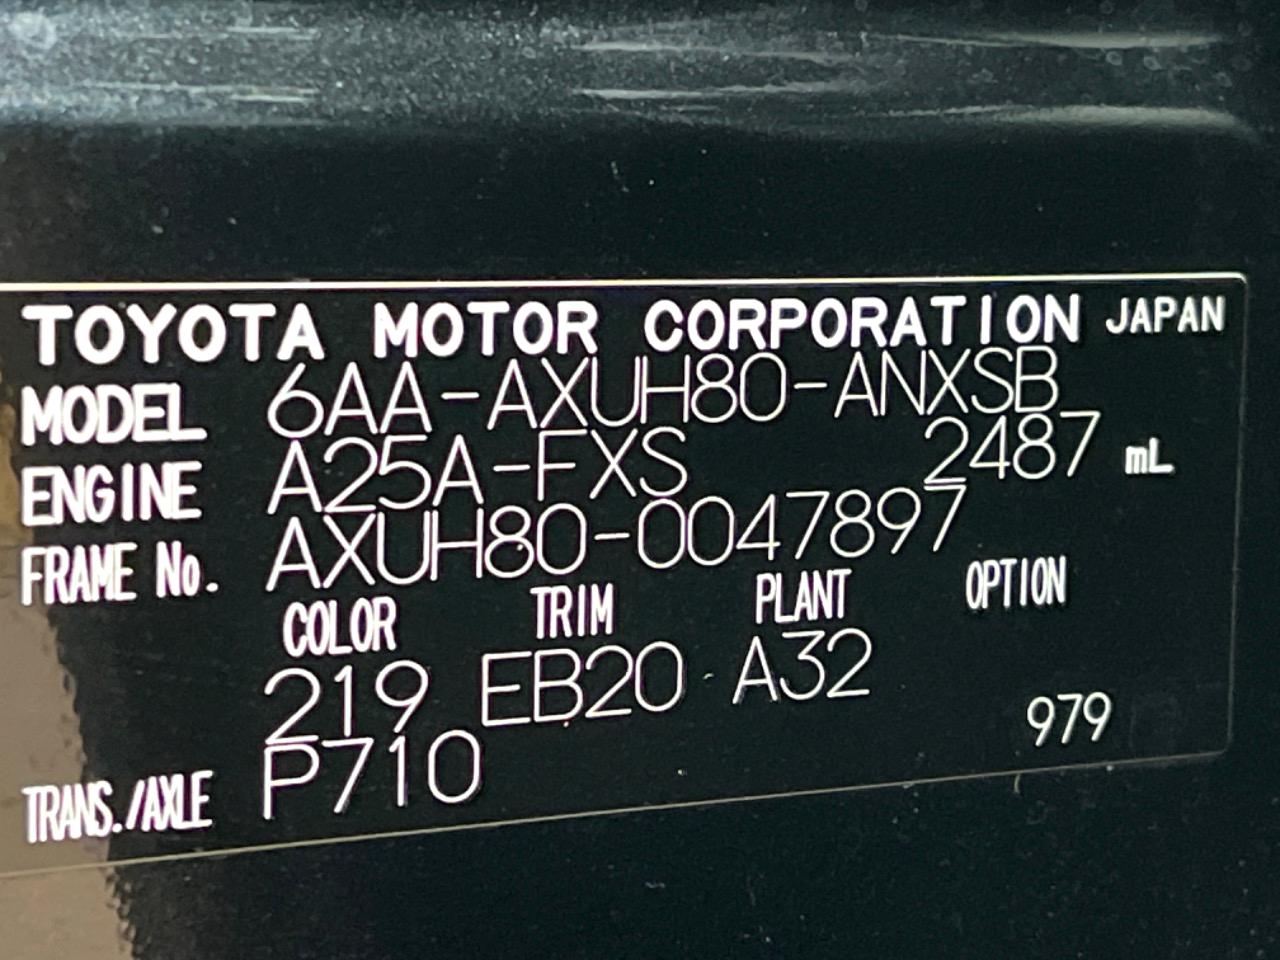 TOYOTA MOTOR CORPORATION JAPAN
MODEL 6AA-AXUH80-ANXSB
ENGINE A25A-FXS 2487 mL
FRAME No. AXUH80-0047897
COLOR TRIM PLANT OPTION
219 EB20 A32
TRANS./AXLE P710 979